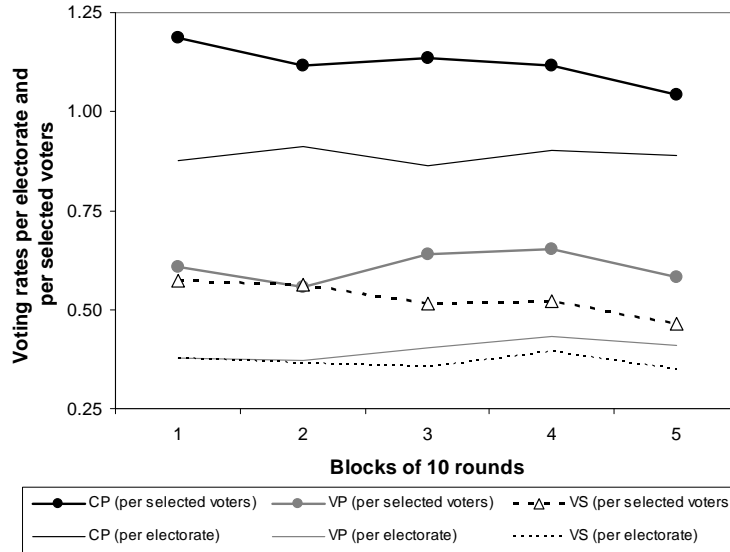 Voting rates per electorate and
per selected voters
1.25
1.00
0.75
0.50
0.25
1 2 3 4 5
Blocks of 10 rounds
CP (per selected voters) VP (per selected voters) VS (per selected voters
CP (per electorate) VP (per electorate) VS (per electorate)